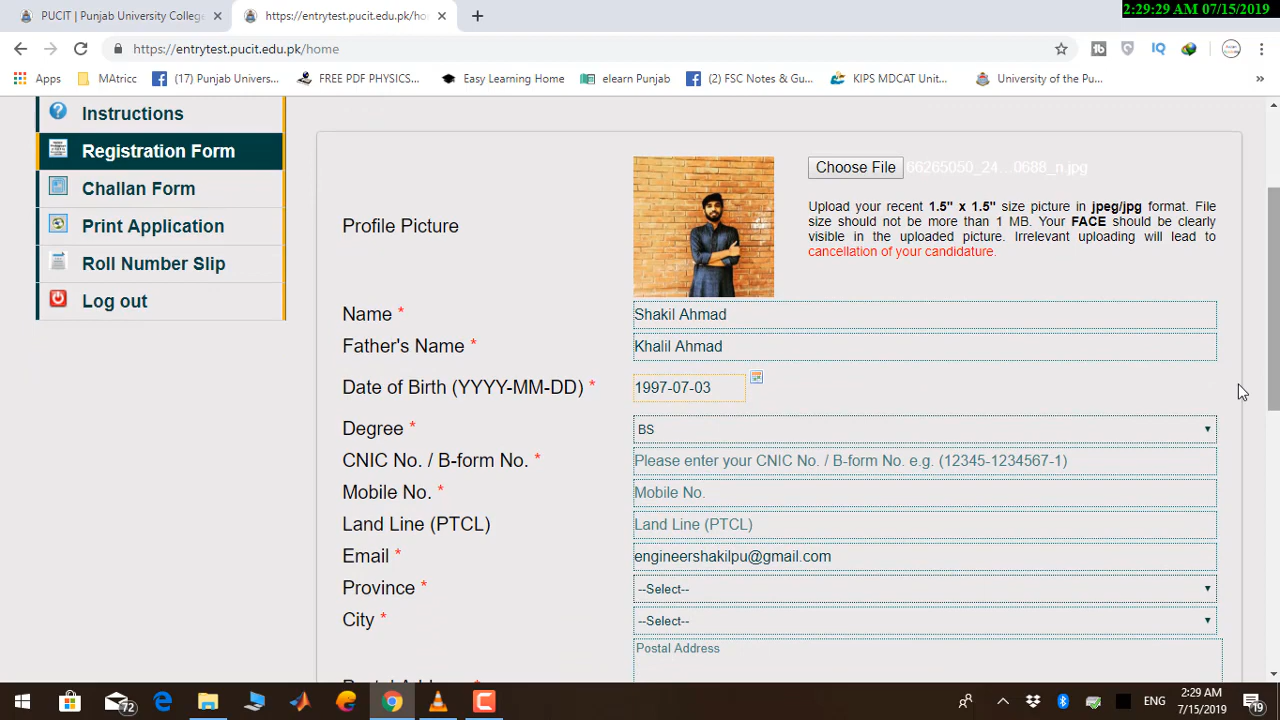 2:29:29 AM 07/15/2019
PUCIT | Punjab University College
https://entrytest.pucit.edu.pk/ho
https://entrytest.pucit.edu.pk/home
Apps
MAtricc
(17) Punjab Univers...
FREE PDF PHYSICS...
Easy Learning Home
elearn Punjab
(2) FSC Notes & Gu...
KIPS MDCAT Unit...
University of the Pu...
»
Instructions
Registration Form
Challan Form
Print Application
Roll Number Slip
Log out
Profile Picture
Choose File 66265050_24...0688_n.jpg
Upload your recent 1.5" x 1.5" size picture in jpeg/jpg format. File
size should not be more than 1 MB. Your FACE should be clearly
visible in the uploaded picture. Irrelevant uploading will lead to
cancellation of your candidature.
Name * Shakil Ahmad
Father's Name * Khalil Ahmad
Date of Birth (YYYY-MM-DD) * 1997-07-03
Degree * BS
CNIC No. / B-form No. * Please enter your CNIC No. / B-form No. e.g. (12345-1234567-1)
Mobile No. * Mobile No.
Land Line (PTCL) Land Line (PTCL)
Email * engineershakilpu@gmail.com
Province * --Select--
City * --Select--
Postal Address
72
ENG
2:29 AM
7/15/2019
19